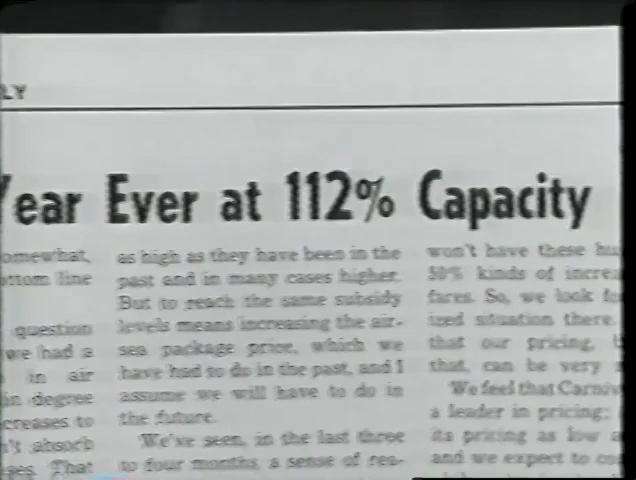 LY
Year Ever at 112% Capacity
omewhat,
ottom line
question
we had a
in air
in degree
creases to
't absorb
ges. That
as high as they have been in the
past and in many cases higher.
But to reach the same subsidy
levels means increasing the air-
sea package price, which we
have had to do in the past, and I
assume we will have to do in
the future.
We've seen, in the last three
to four months, a sense of rea-
won't have these hu
50% kinds of increa
fares. So, we look fo
ized situation there.
that our pricing,
that, can be very
We feel that Carniv
a leader in pricing;
its pricing as low a
and we expect to co